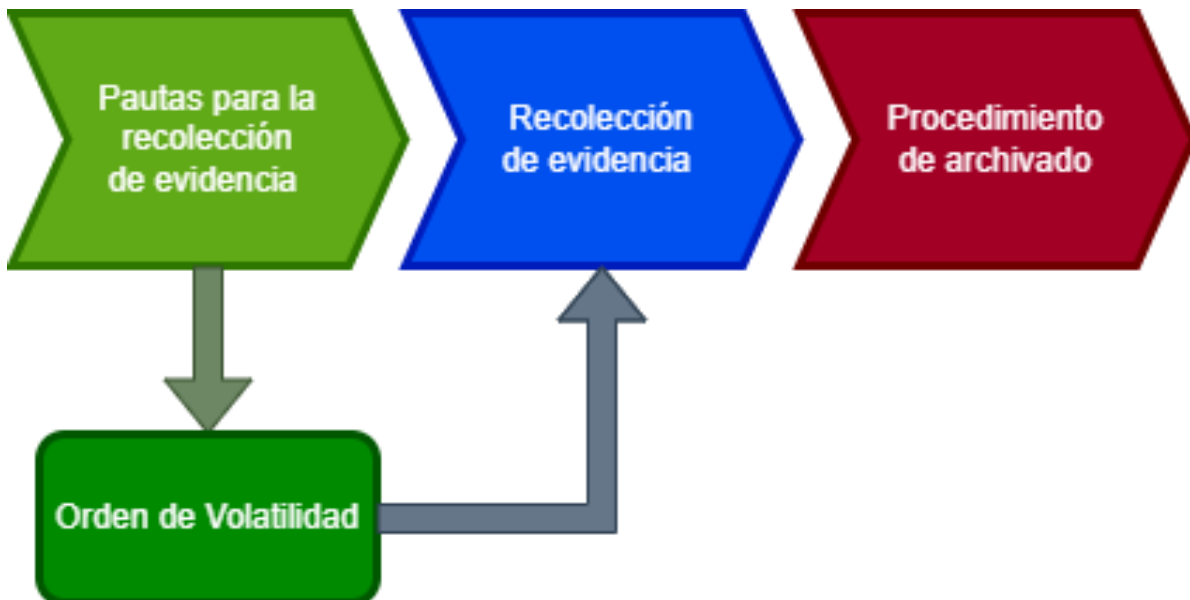 Pautas para la
recolección
de evidencia
Recolección
de evidencia
Procedimiento
de archivado
Orden de Volatilidad